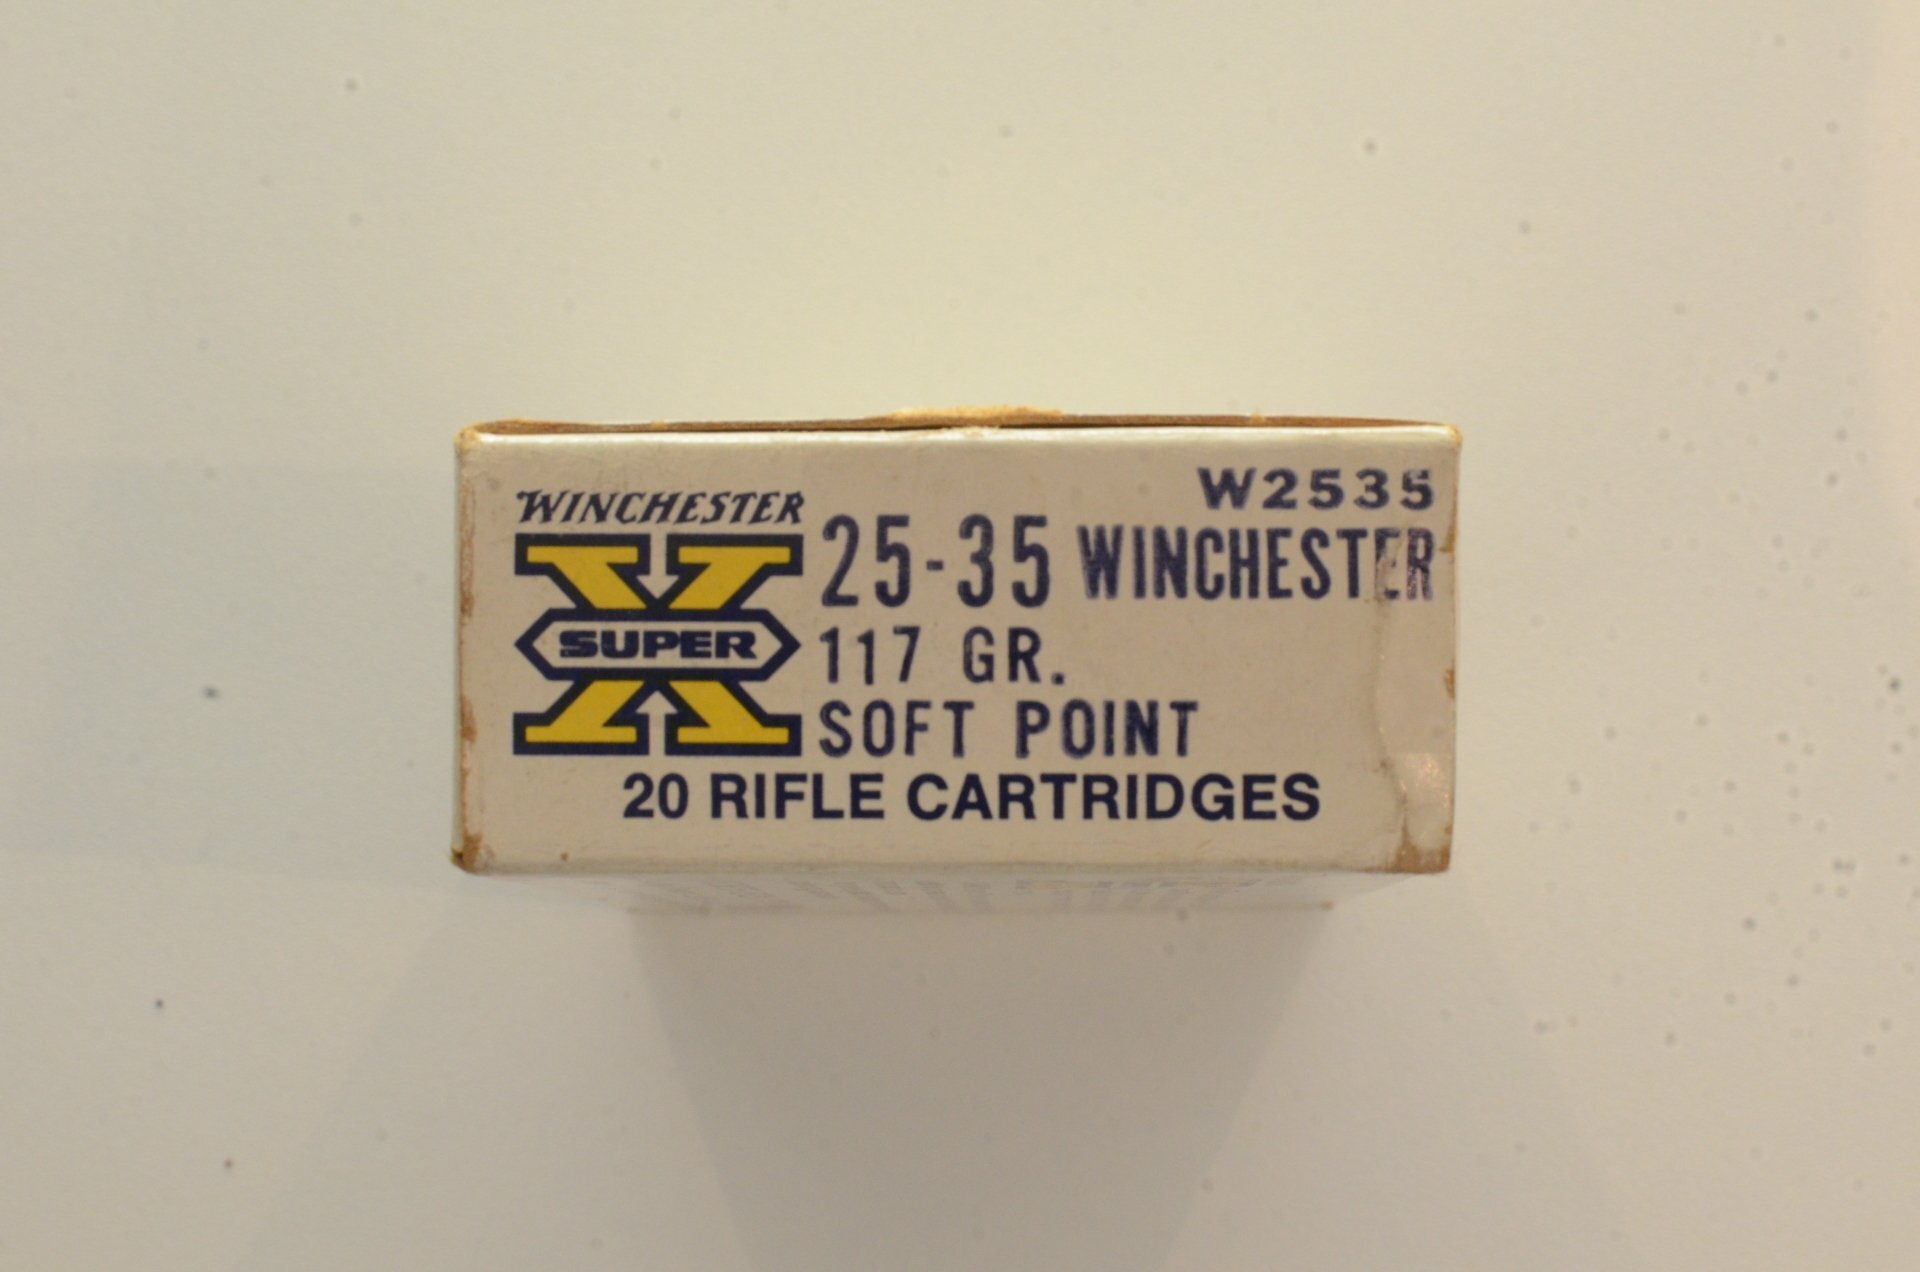 W2535
WINCHESTER
25-35 WINCHESTER
SUPER X
117 GR.
SOFT POINT
20 RIFLE CARTRIDGES